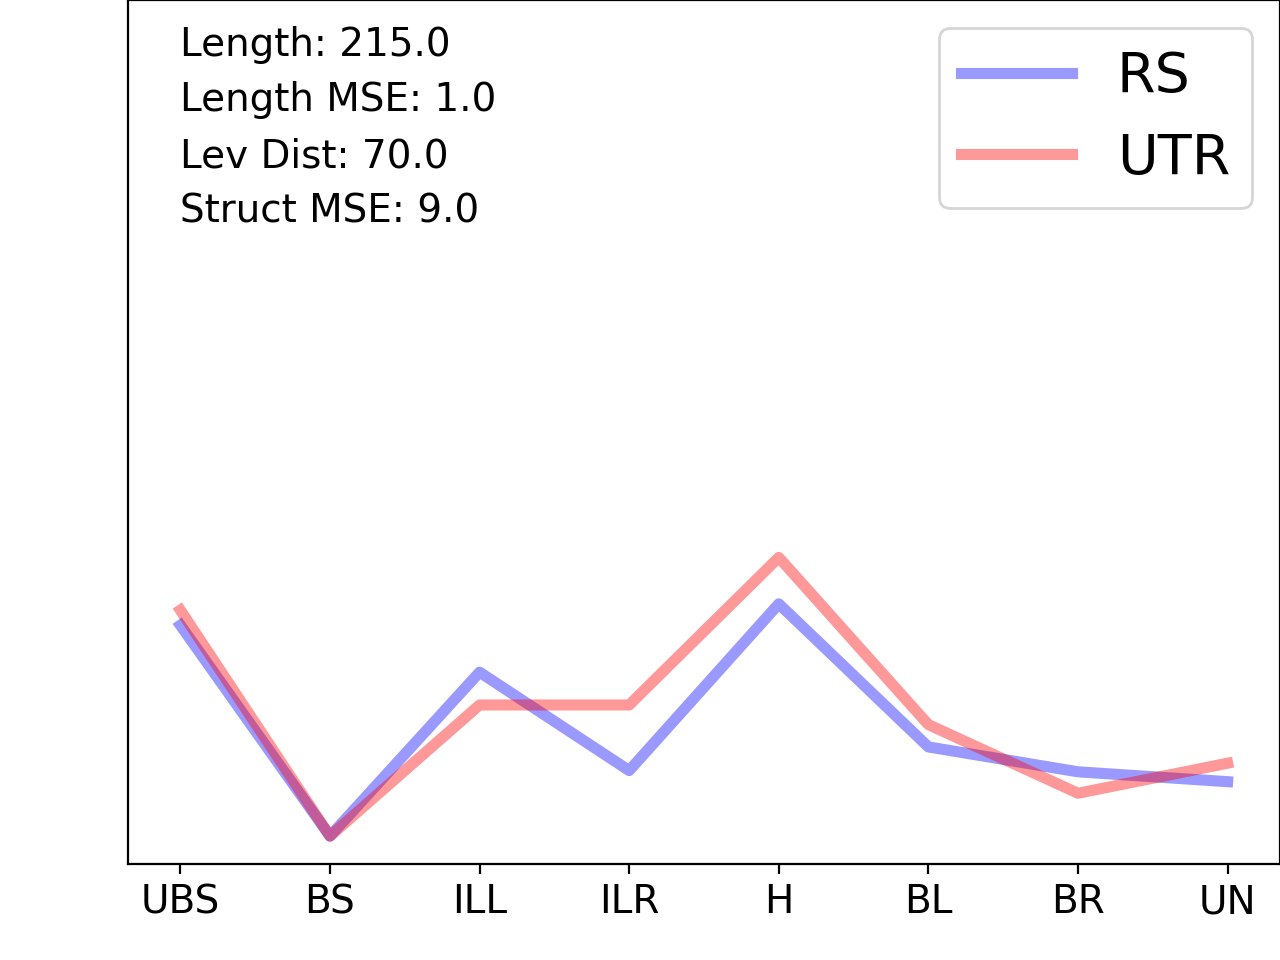 Length: 215.0
Length MSE: 1.0
Lev Dist: 70.0
Struct MSE: 9.0
RS
UTR
UBS BS ILL ILR H BL BR UN